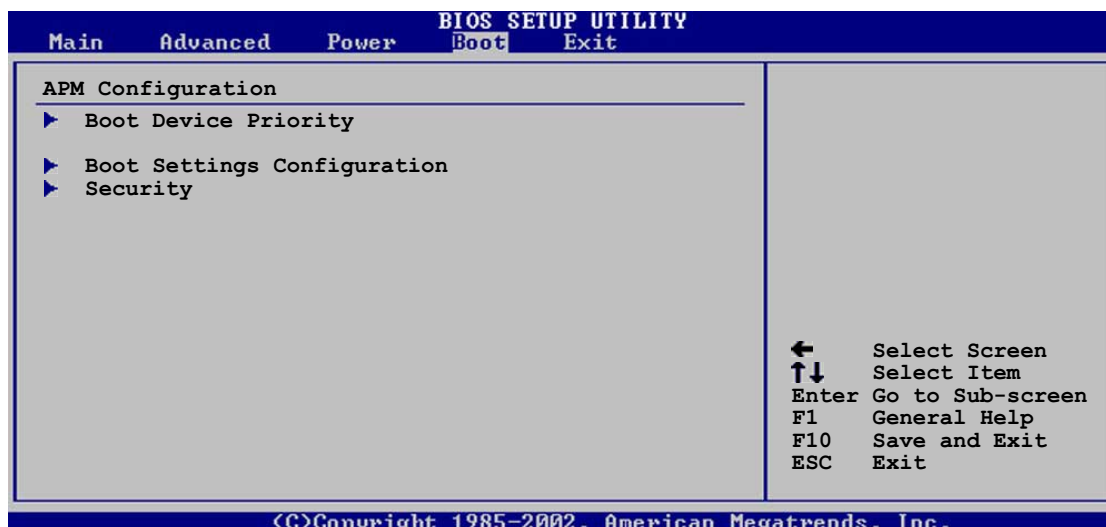 BIOS SETUP UTILITY
Main Advanced Power Boot Exit
APM Configuration
Boot Device Priority
Boot Settings Configuration
Security
← Select Screen
↑↓ Select Item
Enter Go to Sub-screen
F1 General Help
F10 Save and Exit
ESC Exit
(C)Copyright 1985-2002, American Megatrends, Inc.